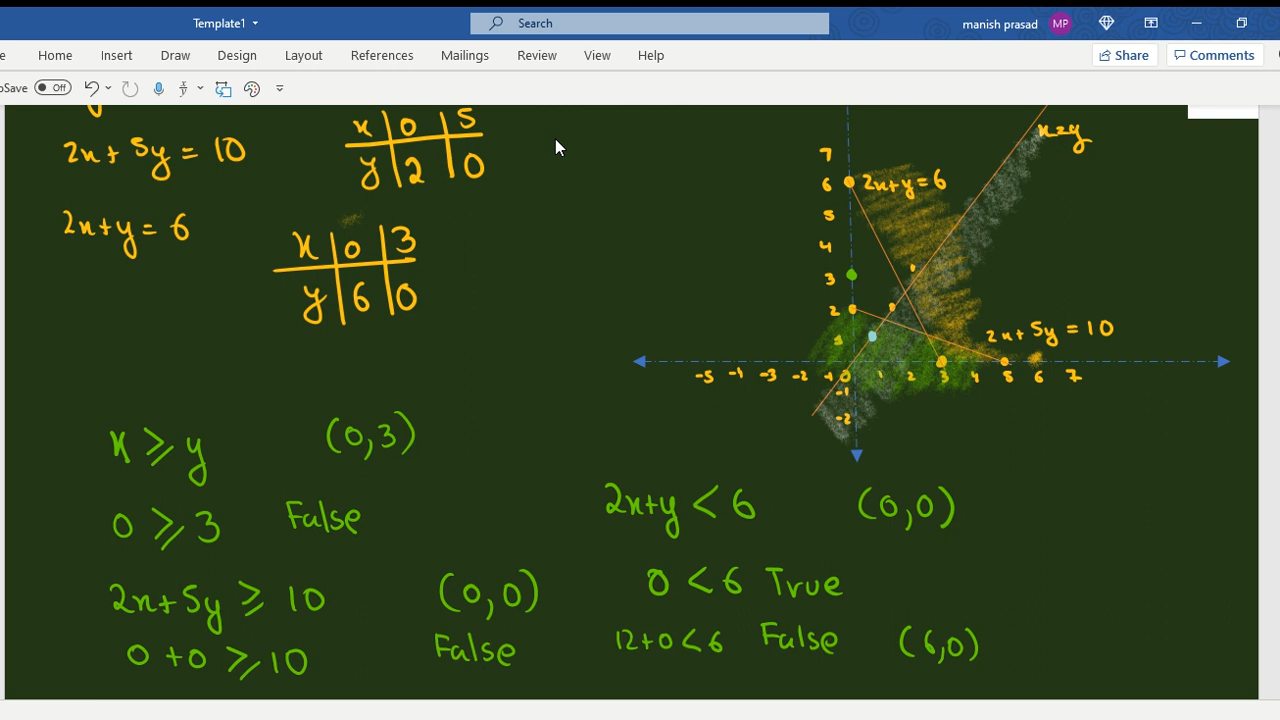 Template1
Search
manish prasad MP
Home Insert Draw Design Layout References Mailings Review View Help Share Comments
Save Off
2x + 5y = 10
x 0 5
y 2 0
2x+y = 6
x 0 3
y 6 0
x=y
7
6 2x+y=6
5
4
3
2
1
2x + 5y = 10
-5 -4 -3 -2 -1 0 1 2 3 4 5 6 7
-1
-2
x ≥ y (0,3)
0 ≥ 3 False
2x+5y ≥ 10 (0,0)
0 +0 ≥ 10 False
2x+y < 6 (0,0)
0 < 6 True
12+0<6 False (6,0)